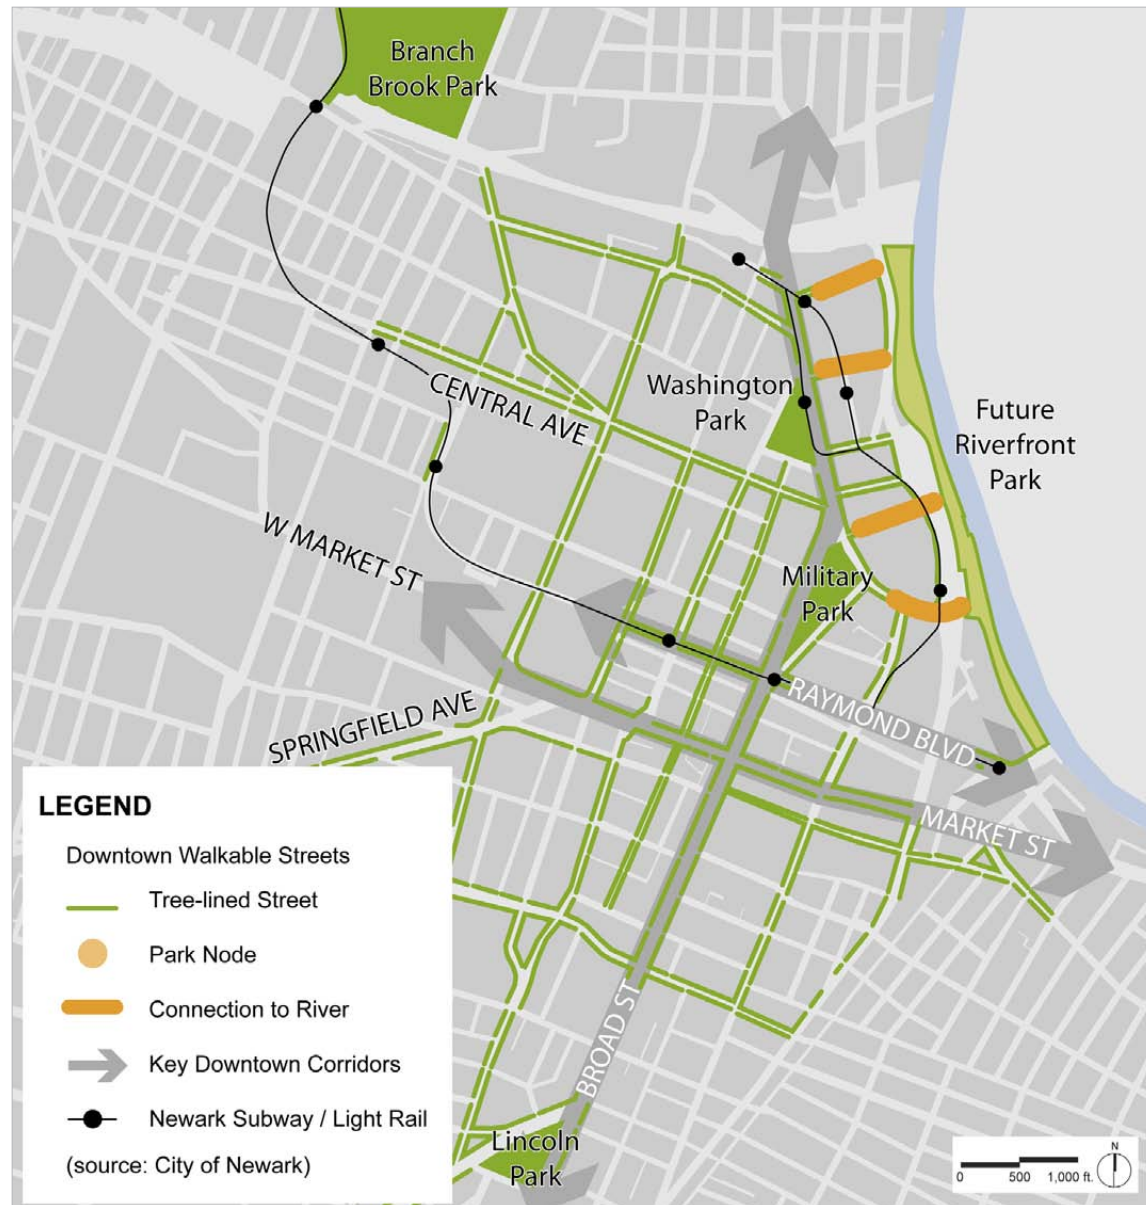 Branch
Brook Park
Washington
Park
CENTRAL AVE
Future
Riverfront
Park
W MARKET ST
Military
Park
RAYMOND BLVD
SPRINGFIELD AVE
MARKET ST
BROAD ST
Lincoln
Park
LEGEND
Downtown Walkable Streets
Tree-lined Street
Park Node
Connection to River
Key Downtown Corridors
Newark Subway / Light Rail
(source: City of Newark)
0 500 1,000 ft.
N